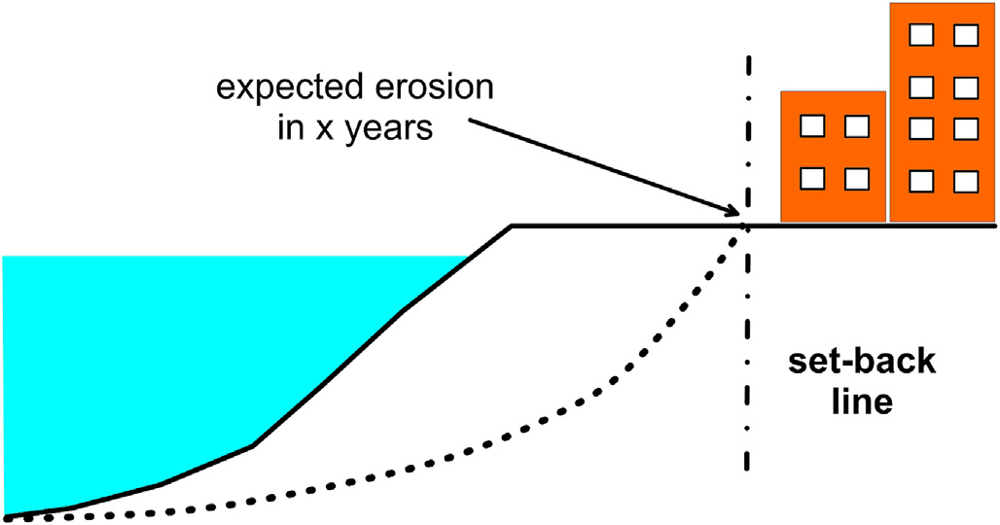 expected erosion
in x years
set-back
line